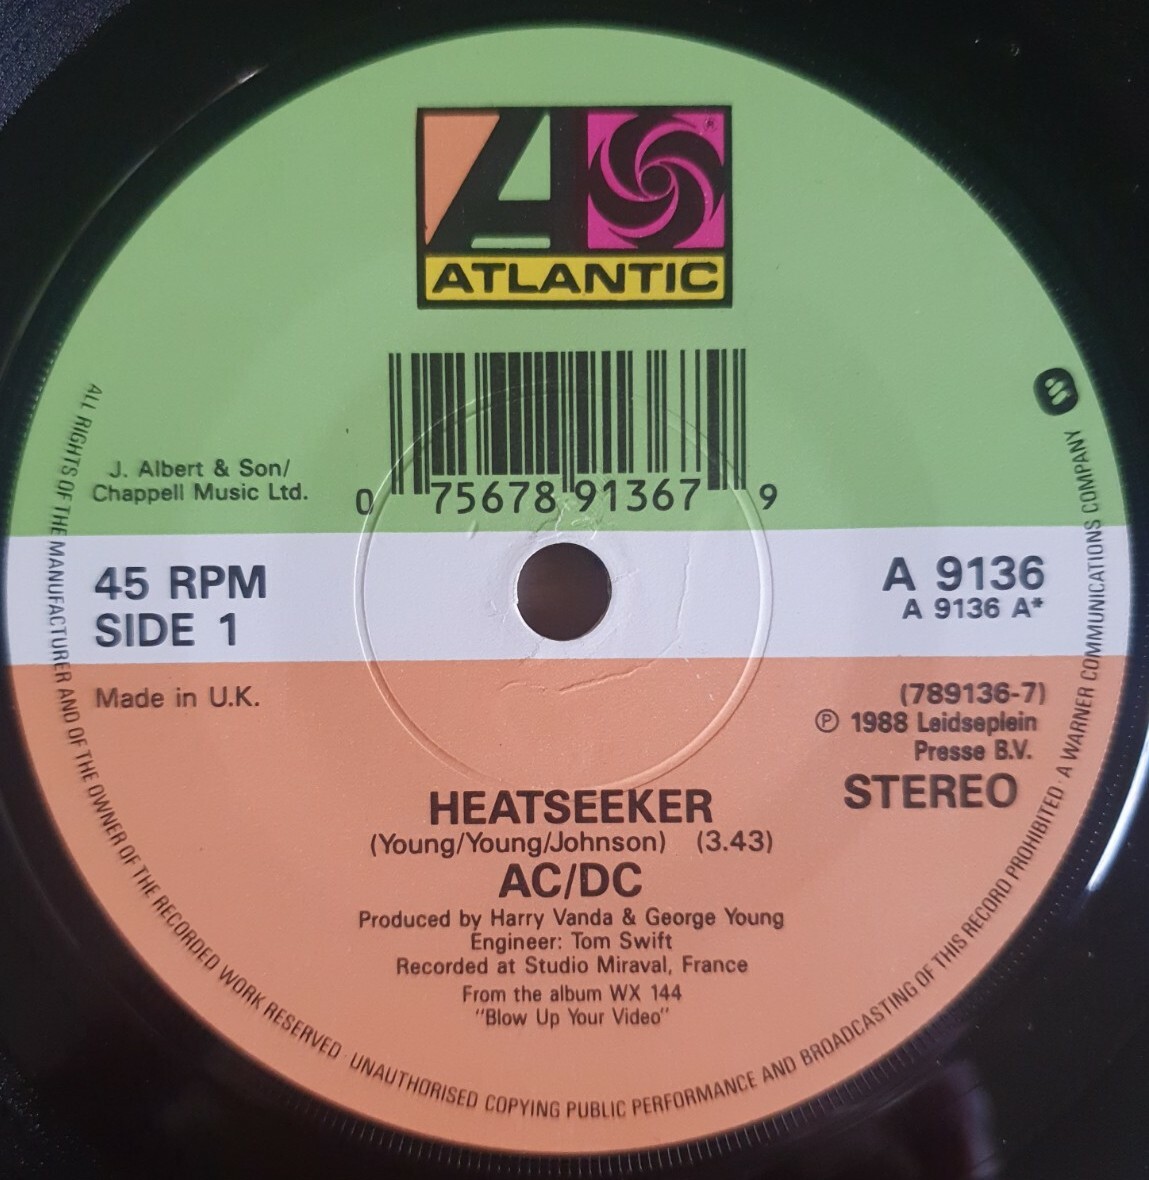 ATLANTIC
0 75678 91367 9
J. Albert & Son/
Chappell Music Ltd.
45 RPM
SIDE 1
A 9136
A 9136 A*
Made in U.K.
(789136-7)
℗ 1988 Leidseplein
Presse B.V.
STEREO
HEATSEEKER
(Young/Young/Johnson) (3.43)
AC/DC
Produced by Harry Vanda & George Young
Engineer: Tom Swift
Recorded at Studio Miraval, France
From the album WX 144
"Blow Up Your Video"
ALL RIGHTS OF THE MANUFACTURER AND OF THE OWNER OF THE RECORDED WORK RESERVED · UNAUTHORISED COPYING PUBLIC PERFORMANCE AND BROADCASTING OF THIS RECORD PROHIBITED · A WARNER COMMUNICATIONS COMPANY